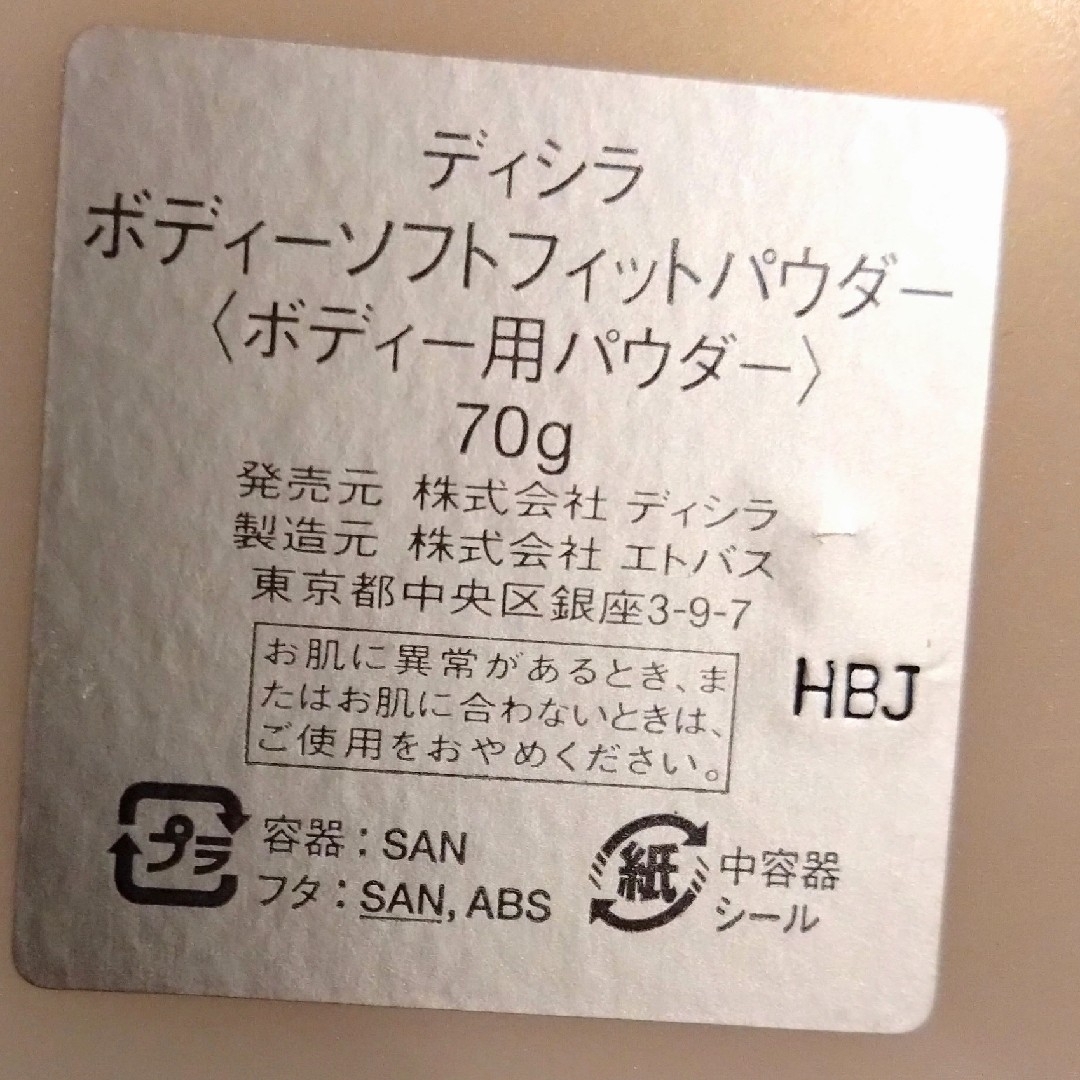 ディシラ
ボディーソフトフィットパウダー
〈ボディー用パウダー〉
70g
発売元 株式会社 ディシラ
製造元 株式会社 エトバス
東京都中央区銀座3-9-7
お肌に異常があるとき、ま
たはお肌に合わないときは、
ご使用をおやめください。
HBJ
プラ
容器：SAN
フタ：SAN, ABS
紙
中容器
シール